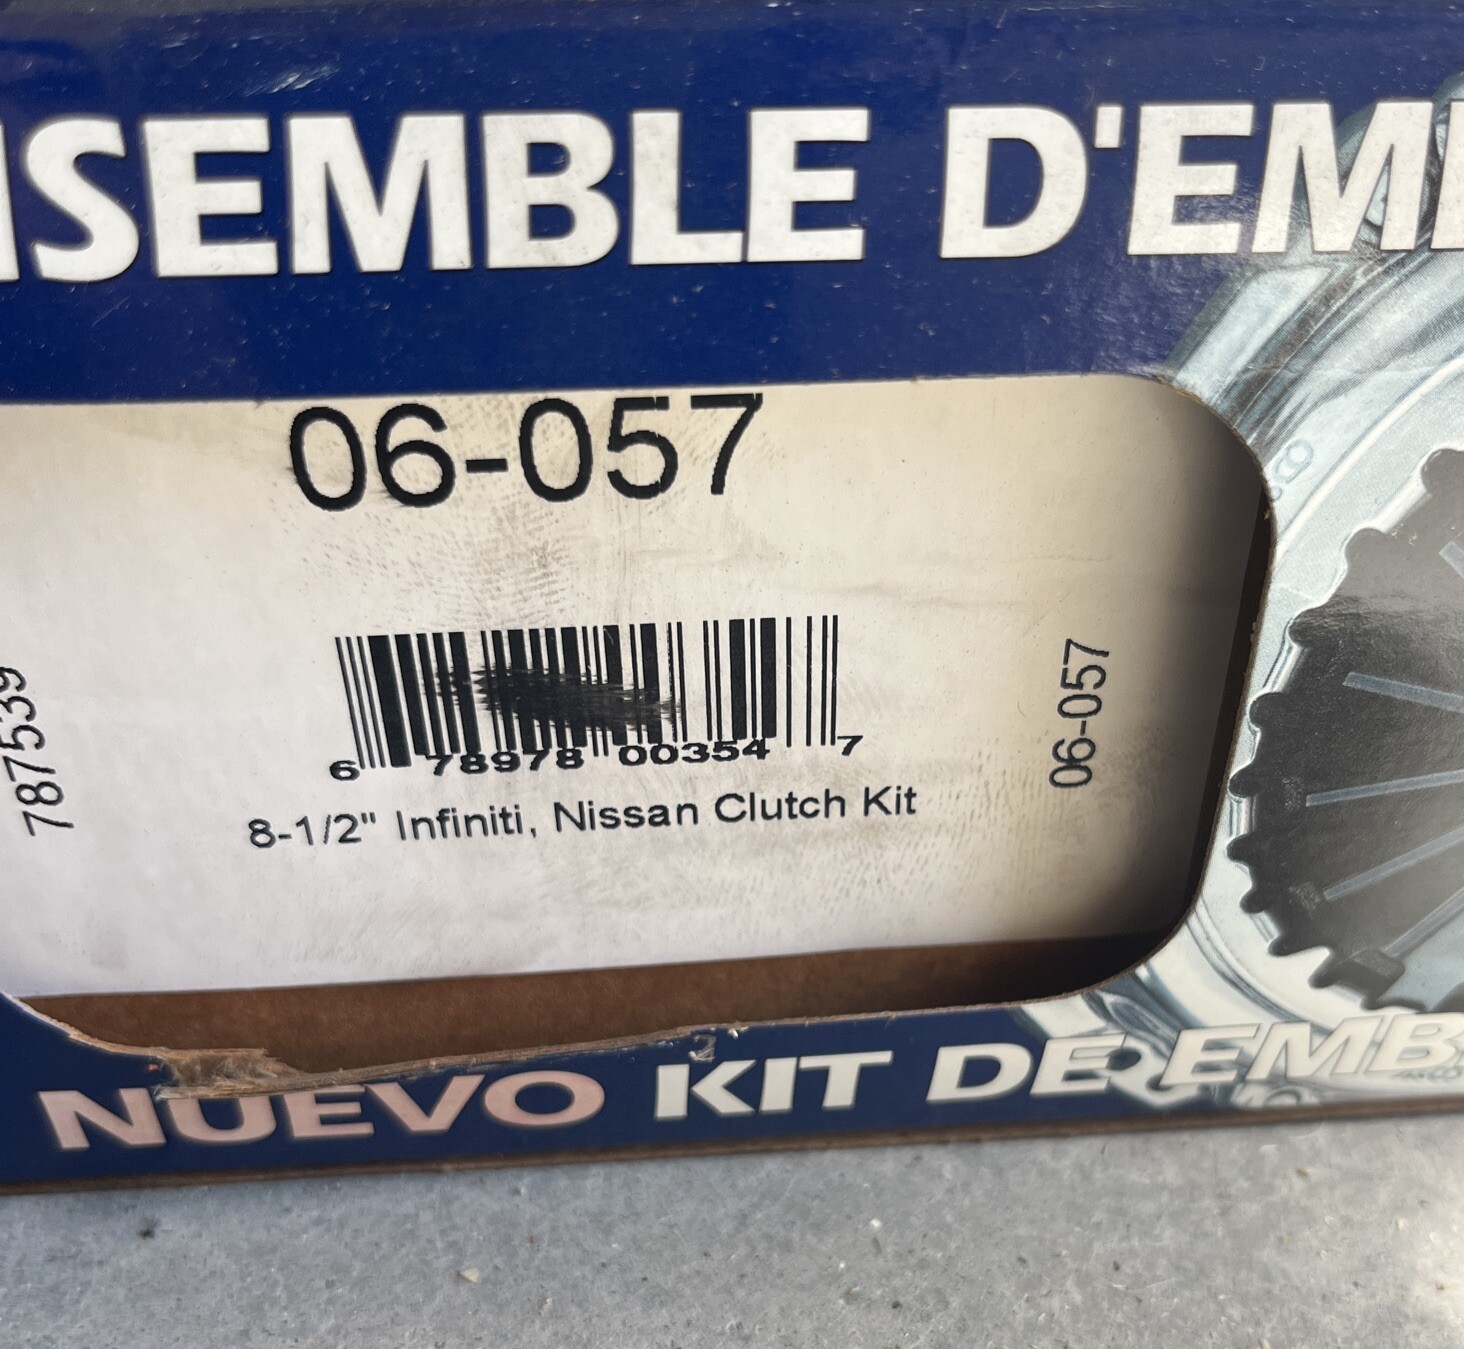 NSEMBLE D'EMB
06-057
787539
6 78978 00354 7
06-057
8-1/2" Infiniti, Nissan Clutch Kit
NUEVO KIT DE EMB